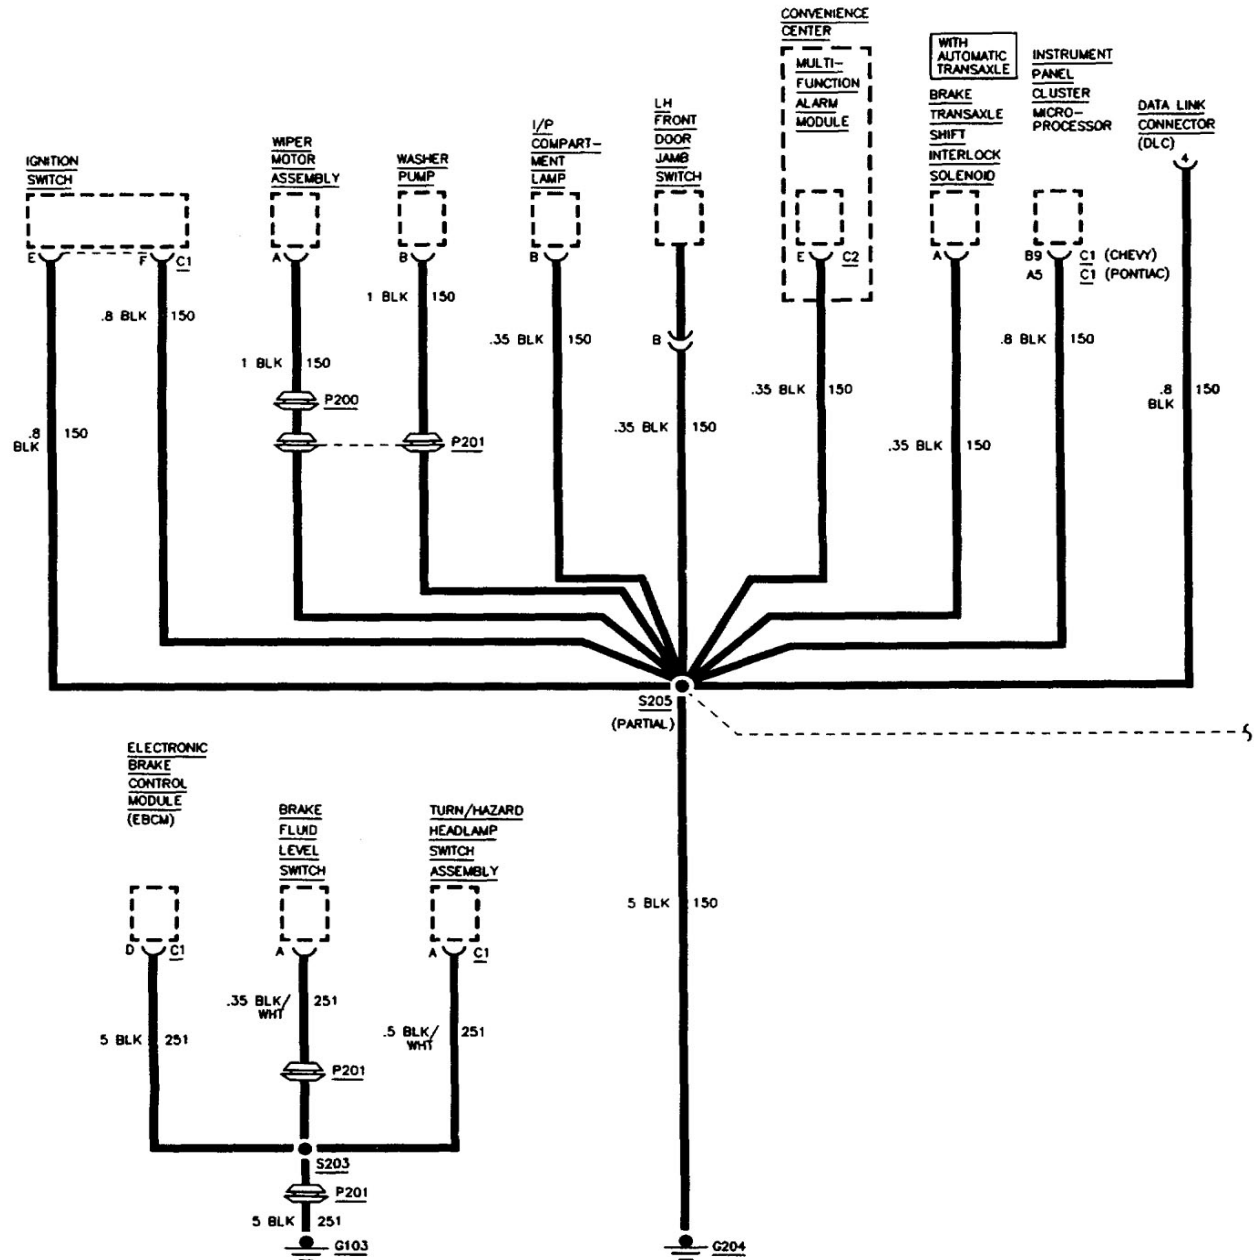 CONVENIENCE
CENTER
WITH
AUTOMATIC
TRANSAXLE
INSTRUMENT
PANEL
CLUSTER
MICRO-
PROCESSOR
MULTI-
FUNCTION
ALARM
MODULE
BRAKE
TRANSAXLE
SHIFT
INTERLOCK
SOLENOID
DATA LINK
CONNECTOR
(DLC)
4
LH
FRONT
DOOR
JAMB
SWITCH
I/P
COMPART-
MENT
LAMP
WASHER
PUMP
WIPER
MOTOR
ASSEMBLY
IGNITION
SWITCH
E
F
C1
A
B
B
E
C2
A
B9
C1
(CHEVY)
A5
C1
(PONTIAC)
.8 BLK
150
1 BLK
150
1 BLK
150
.35 BLK
150
B
.8 BLK
150
P200
P201
.8
BLK
150
.35 BLK
150
.35 BLK
150
.35 BLK
150
.8
BLK
150
S205
(PARTIAL)
ELECTRONIC
BRAKE
CONTROL
MODULE
(EBCM)
BRAKE
FLUID
LEVEL
SWITCH
TURN/HAZARD
HEADLAMP
SWITCH
ASSEMBLY
D
C1
A
A
C1
5 BLK
150
5 BLK
251
.35 BLK/
WHT
251
.5 BLK/
WHT
251
P201
S203
P201
5 BLK
251
G103
G204